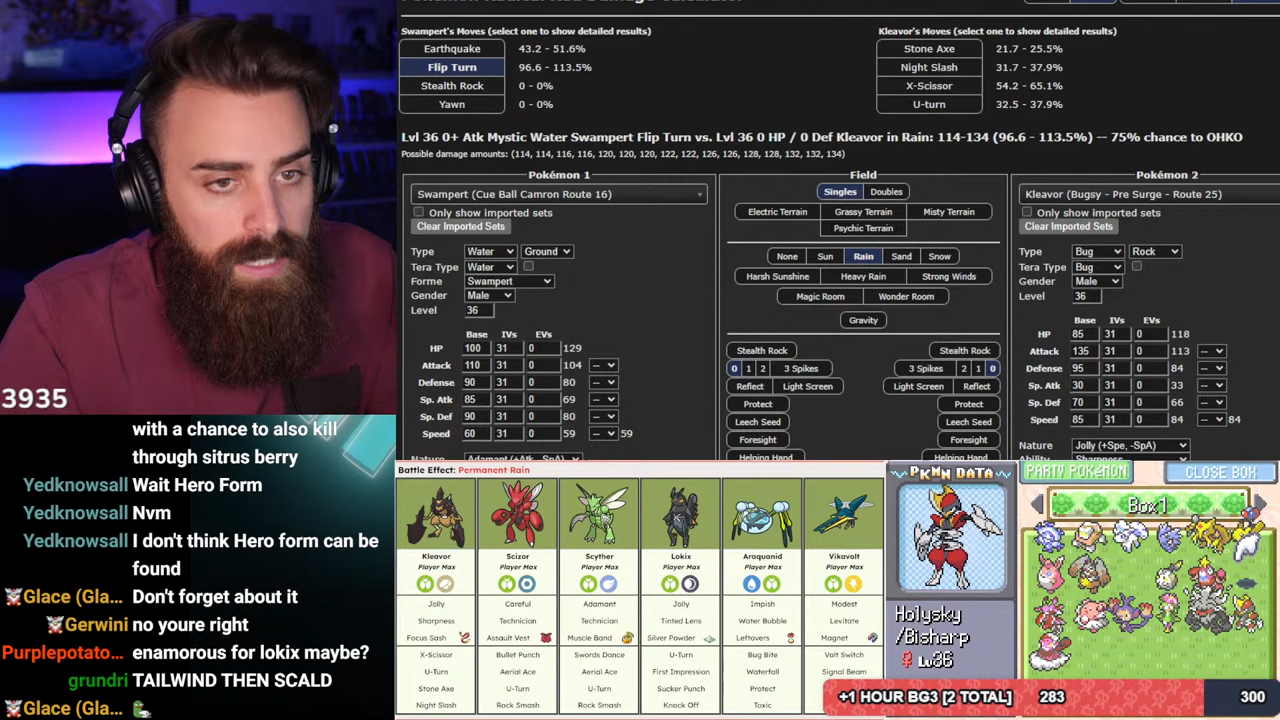 Swampert's Moves (select one to show detailed results)
Earthquake 43.2 - 51.6%
Flip Turn 96.6 - 113.5%
Stealth Rock 0 - 0%
Yawn 0 - 0%
Kleavor's Moves (select one to show detailed results)
Stone Axe 21.7 - 25.5%
Night Slash 31.7 - 37.9%
X-Scissor 54.2 - 65.1%
U-turn 32.5 - 37.9%
Lvl 36 0+ Atk Mystic Water Swampert Flip Turn vs. Lvl 36 0 HP / 0 Def Kleavor in Rain: 114-134 (96.6 - 113.5%) -- 75% chance to OHKO
Possible damage amounts: (114, 114, 116, 116, 120, 120, 120, 122, 122, 126, 126, 128, 128, 132, 132, 134)
Pokémon 1
Swampert (Cue Ball Camron Route 16)
Only show imported sets
Clear Imported Sets
Type Water Ground
Tera Type Water
Forme Swampert
Gender Male
Level 36
Base IVs EVs
HP 100 31 0 129
Attack 110 31 0 104 --
Defense 90 31 0 80 --
Sp. Atk 85 31 0 69 --
Sp. Def 90 31 0 80 --
Speed 60 31 0 59 -- 59
Nature Adamant (+Atk, -SpA)
Field
Singles Doubles
Electric Terrain Grassy Terrain Misty Terrain
Psychic Terrain
None Sun Rain Sand Snow
Harsh Sunshine Heavy Rain Strong Winds
Magic Room Wonder Room
Gravity
Stealth Rock Stealth Rock
0 1 2 3 Spikes 3 Spikes 2 1 0
Reflect Light Screen Light Screen Reflect
Protect Protect
Leech Seed Leech Seed
Foresight Foresight
Helping Hand Helping Hand
Pokémon 2
Kleavor (Bugsy - Pre Surge - Route 25)
Only show imported sets
Clear Imported Sets
Type Bug Rock
Tera Type Bug
Gender Male
Level 36
Base IVs EVs
HP 85 31 0 118
Attack 135 31 0 113 --
Defense 95 31 0 84 --
Sp. Atk 30 31 0 33 --
Sp. Def 70 31 0 66 --
Speed 85 31 0 84 -- 84
Nature Jolly (+Spe, -SpA)
Ability Sharpness
3935
with a chance to also kill
through sitrus berry
Yedknowsall Wait Hero Form
Yedknowsall Nvm
Yedknowsall I don't think Hero form can be
found
Glace (Gla... Don't forget about it
Gerwini no youre right
Purplepotato... enamorous for lokix maybe?
grundri TAILWIND THEN SCALD
Glace (Gla...
Battle Effect: Permanent Rain
Kleavor
Player Max
Jolly
Sharpness
Focus Sash
X-Scissor
U-Turn
Stone Axe
Night Slash
Scizor
Player Max
Careful
Technician
Assault Vest
Bullet Punch
Aerial Ace
U-Turn
Rock Smash
Scyther
Player Max
Adamant
Technician
Muscle Band
Swords Dance
Aerial Ace
U-Turn
Rock Smash
Lokix
Player Max
Jolly
Tinted Lens
Silver Powder
U-Turn
First Impression
Sucker Punch
Knock Off
Araquanid
Player Max
Impish
Water Bubble
Leftovers
Bug Bite
Waterfall
Protect
Toxic
Vikavolt
Player Max
Modest
Levitate
Magnet
Volt Switch
Signal Beam
PKMN DATA
Holysky
/Bisharp
♀ Lv36
PARTY POKéMON
CLOSE BOX
Box1
+1 HOUR BG3 [2 TOTAL] 283 300